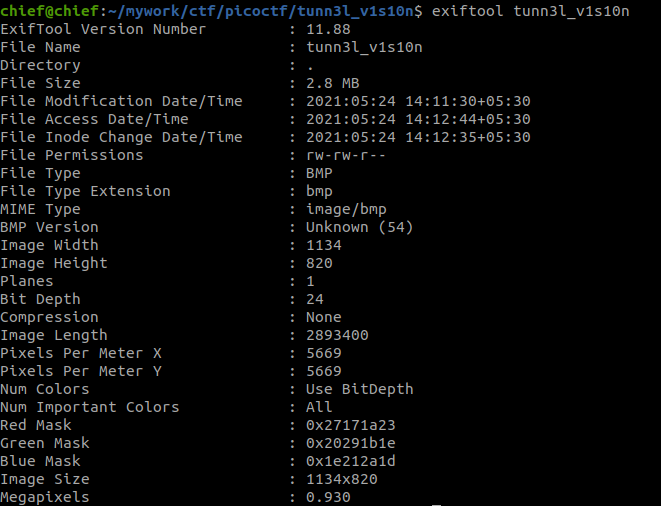 chief@chief:~/mywork/ctf/picoctf/tunn3l_v1s10n$ exiftool tunn3l_v1s10n
ExifTool Version Number : 11.88
File Name : tunn3l_v1s10n
Directory : .
File Size : 2.8 MB
File Modification Date/Time : 2021:05:24 14:11:30+05:30
File Access Date/Time : 2021:05:24 14:12:44+05:30
File Inode Change Date/Time : 2021:05:24 14:12:35+05:30
File Permissions : rw-rw-r--
File Type : BMP
File Type Extension : bmp
MIME Type : image/bmp
BMP Version : Unknown (54)
Image Width : 1134
Image Height : 820
Planes : 1
Bit Depth : 24
Compression : None
Image Length : 2893400
Pixels Per Meter X : 5669
Pixels Per Meter Y : 5669
Num Colors : Use BitDepth
Num Important Colors : All
Red Mask : 0x27171a23
Green Mask : 0x20291b1e
Blue Mask : 0x1e212a1d
Image Size : 1134x820
Megapixels : 0.930